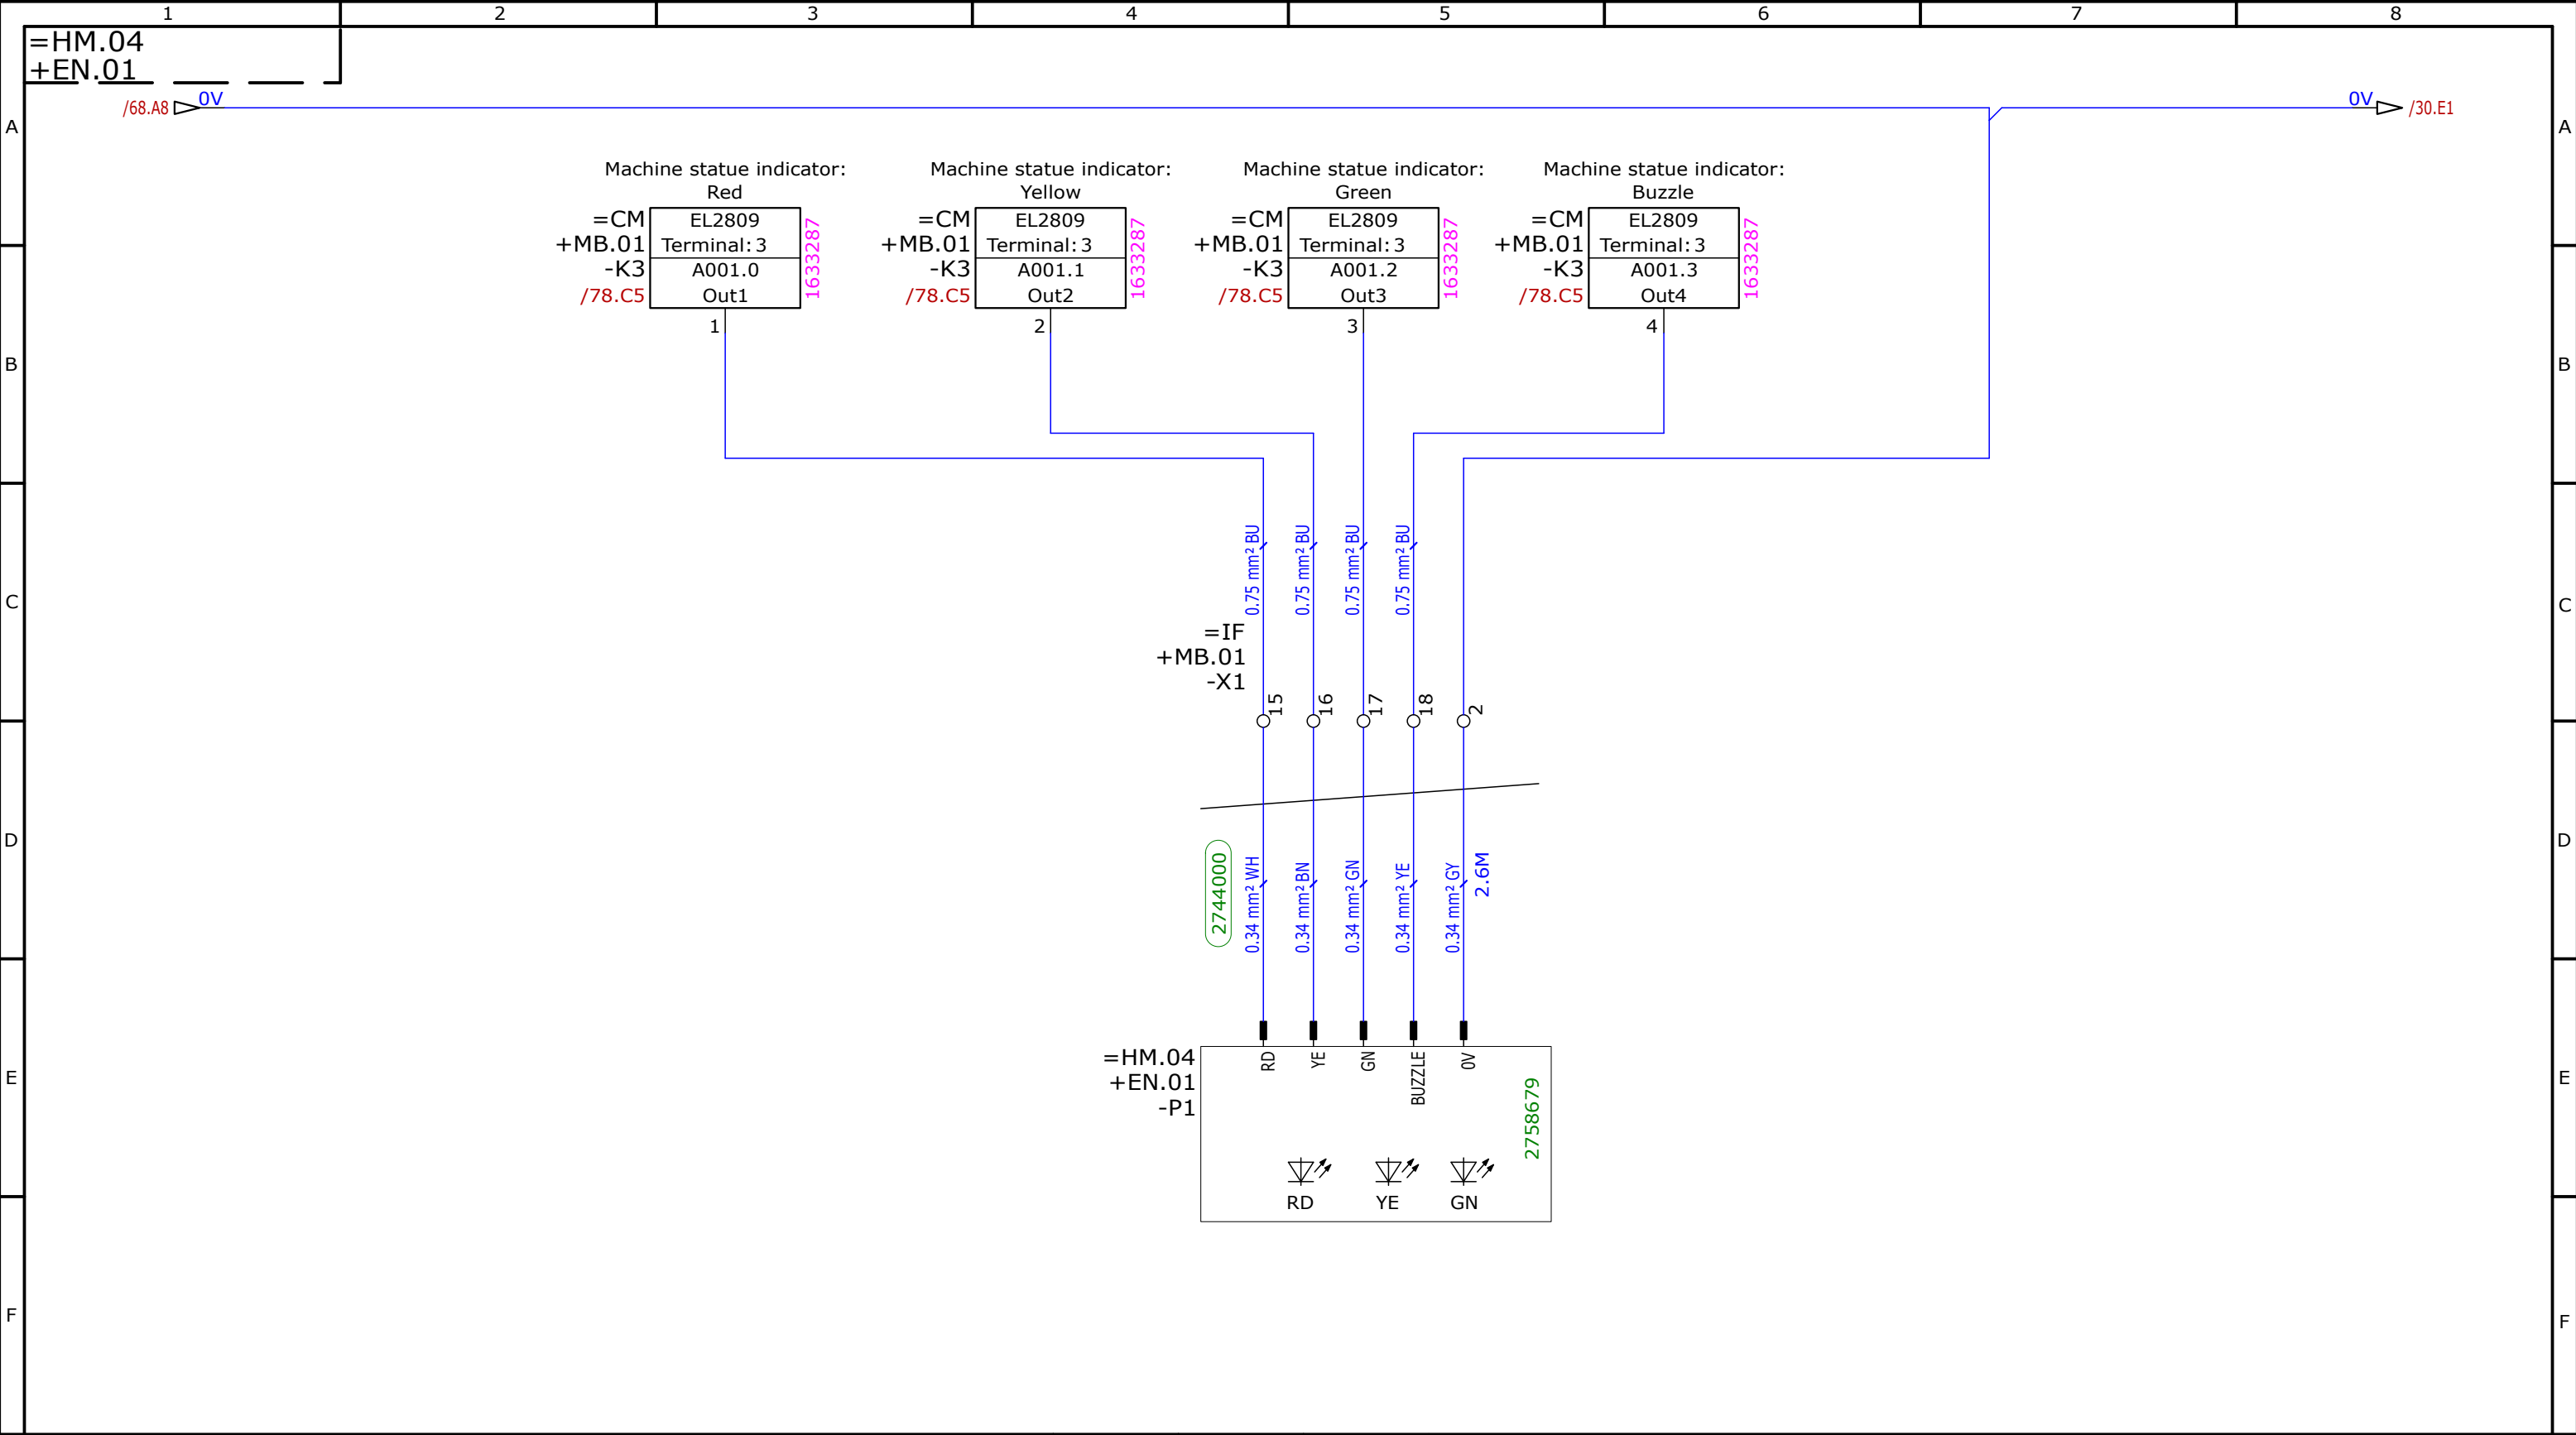 1 2 3 4 5 6 7 8
=HM.04
+EN.01
/68.A8 0V
0V /30.E1
A A
Machine statue indicator:
Red
=CM
+MB.01
-K3
/78.C5
EL2809
Terminal: 3
A001.0
Out1
1633287
1
Machine statue indicator:
Yellow
=CM
+MB.01
-K3
/78.C5
EL2809
Terminal: 3
A001.1
Out2
1633287
2
Machine statue indicator:
Green
=CM
+MB.01
-K3
/78.C5
EL2809
Terminal: 3
A001.2
Out3
1633287
3
Machine statue indicator:
Buzzle
=CM
+MB.01
-K3
/78.C5
EL2809
Terminal: 3
A001.3
Out4
1633287
4
B B
0.75 mm² BU
0.75 mm² BU
0.75 mm² BU
0.75 mm² BU
C C
=IF
+MB.01
-X1
15
16
17
18
2
D D
2744000
0.34 mm² WH
0.34 mm² BN
0.34 mm² GN
0.34 mm² YE
0.34 mm² GY
2.6M
E E
=HM.04
+EN.01
-P1
RD
YE
GN
BUZZLE
0V
2758679
RD YE GN
F F